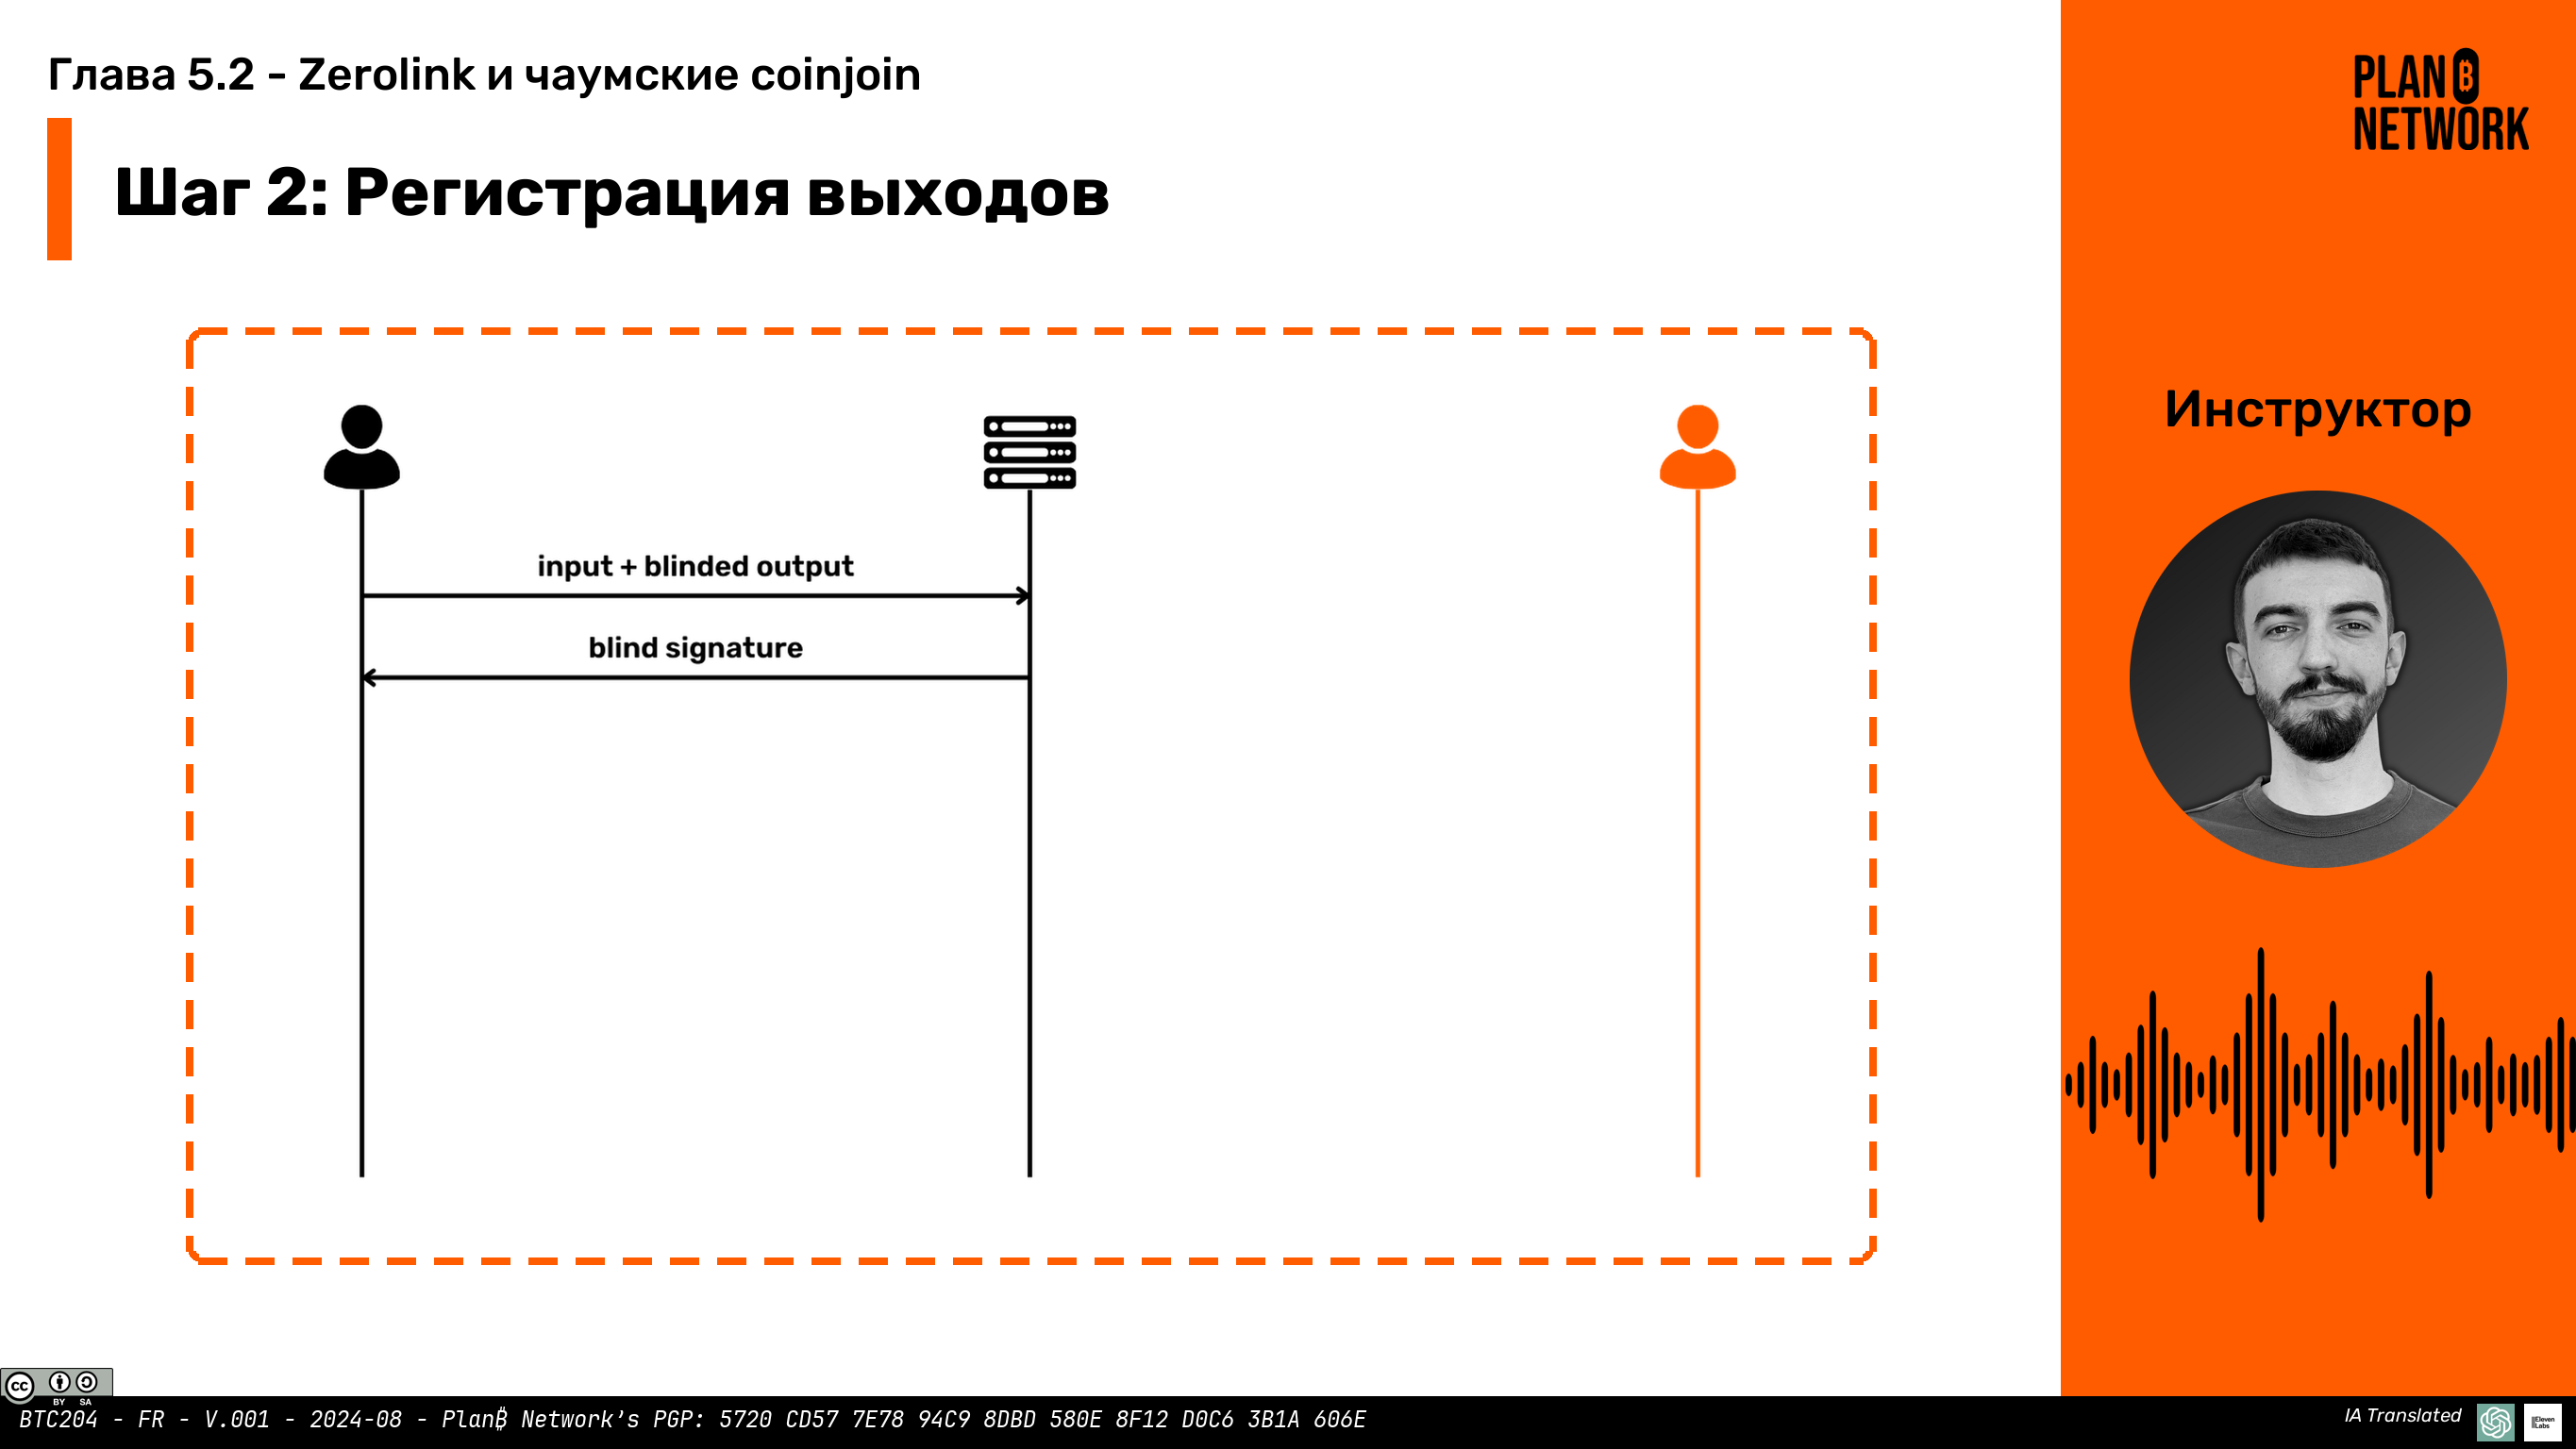 Глава 5.2 - Zerolink и чаумские coinjoin
PLAN ₿
NETWORK
Шаг 2: Регистрация выходов
Инструктор
input + blinded output
blind signature
cc
BY SA
BTC204 - FR - V.001 - 2024-08 - Plan₿ Network's PGP: 5720 CD57 7E78 94C9 8DBD 580E 8F12 D0C6 3B1A 606E
IA Translated
IIEleven
Labs